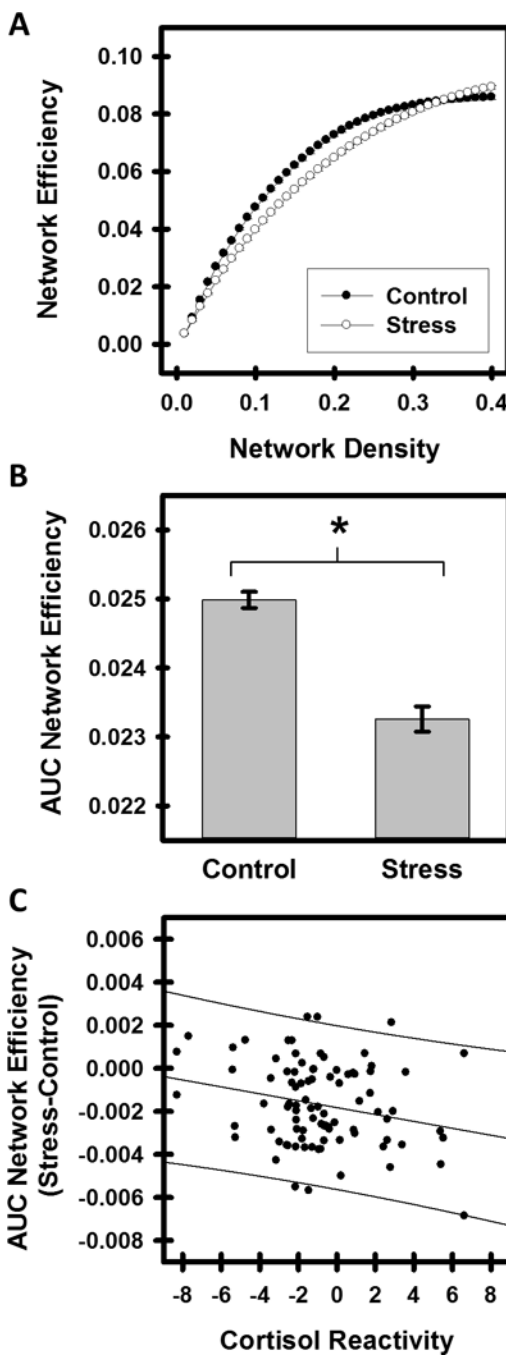 A
Network Efficiency
0.10
0.08
0.06
0.04
0.02
0.00
Control
Stress
0.0 0.1 0.2 0.3 0.4
Network Density
B
AUC Network Efficiency
0.026
0.025
0.024
0.023
0.022
*
Control Stress
C
AUC Network Efficiency
(Stress-Control)
0.006
0.004
0.002
0.000
-0.002
-0.004
-0.006
-0.008
-8 -6 -4 -2 0 2 4 6 8
Cortisol Reactivity